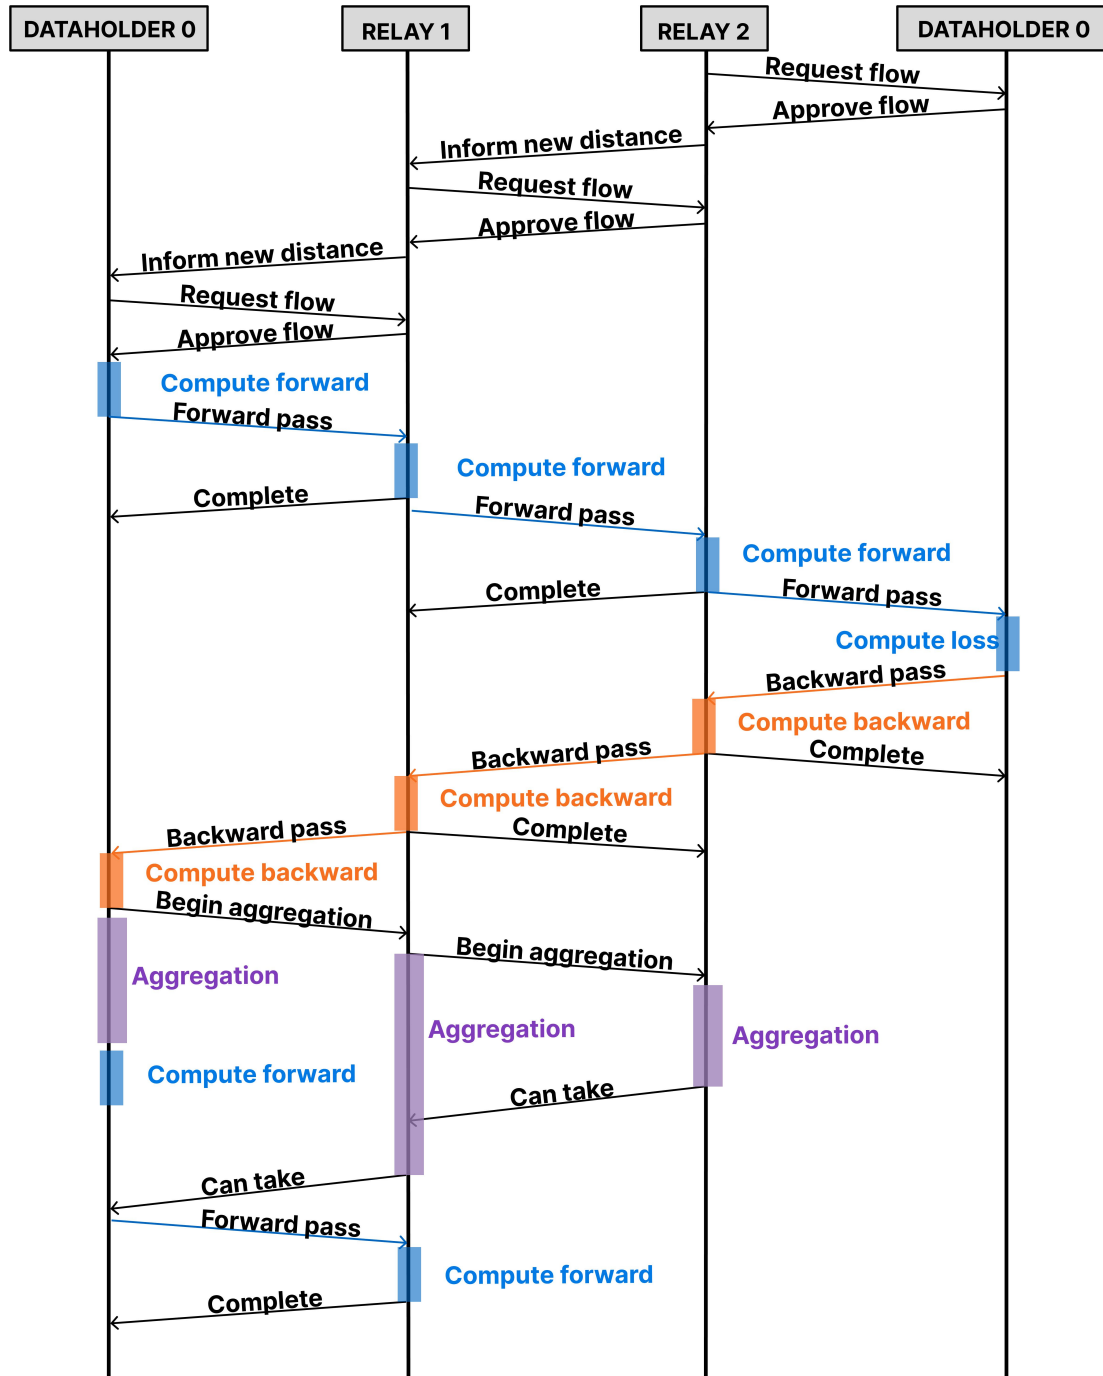 DATAHOLDER 0
RELAY 1
RELAY 2
DATAHOLDER 0
Request flow
Approve flow
Inform new distance
Request flow
Approve flow
Inform new distance
Request flow
Approve flow
Compute forward
Forward pass
Compute forward
Complete
Forward pass
Compute forward
Complete
Forward pass
Compute loss
Backward pass
Compute backward
Backward pass
Complete
Compute backward
Backward pass
Complete
Compute backward
Begin aggregation
Begin aggregation
Aggregation
Aggregation
Aggregation
Compute forward
Can take
Can take
Forward pass
Compute forward
Complete